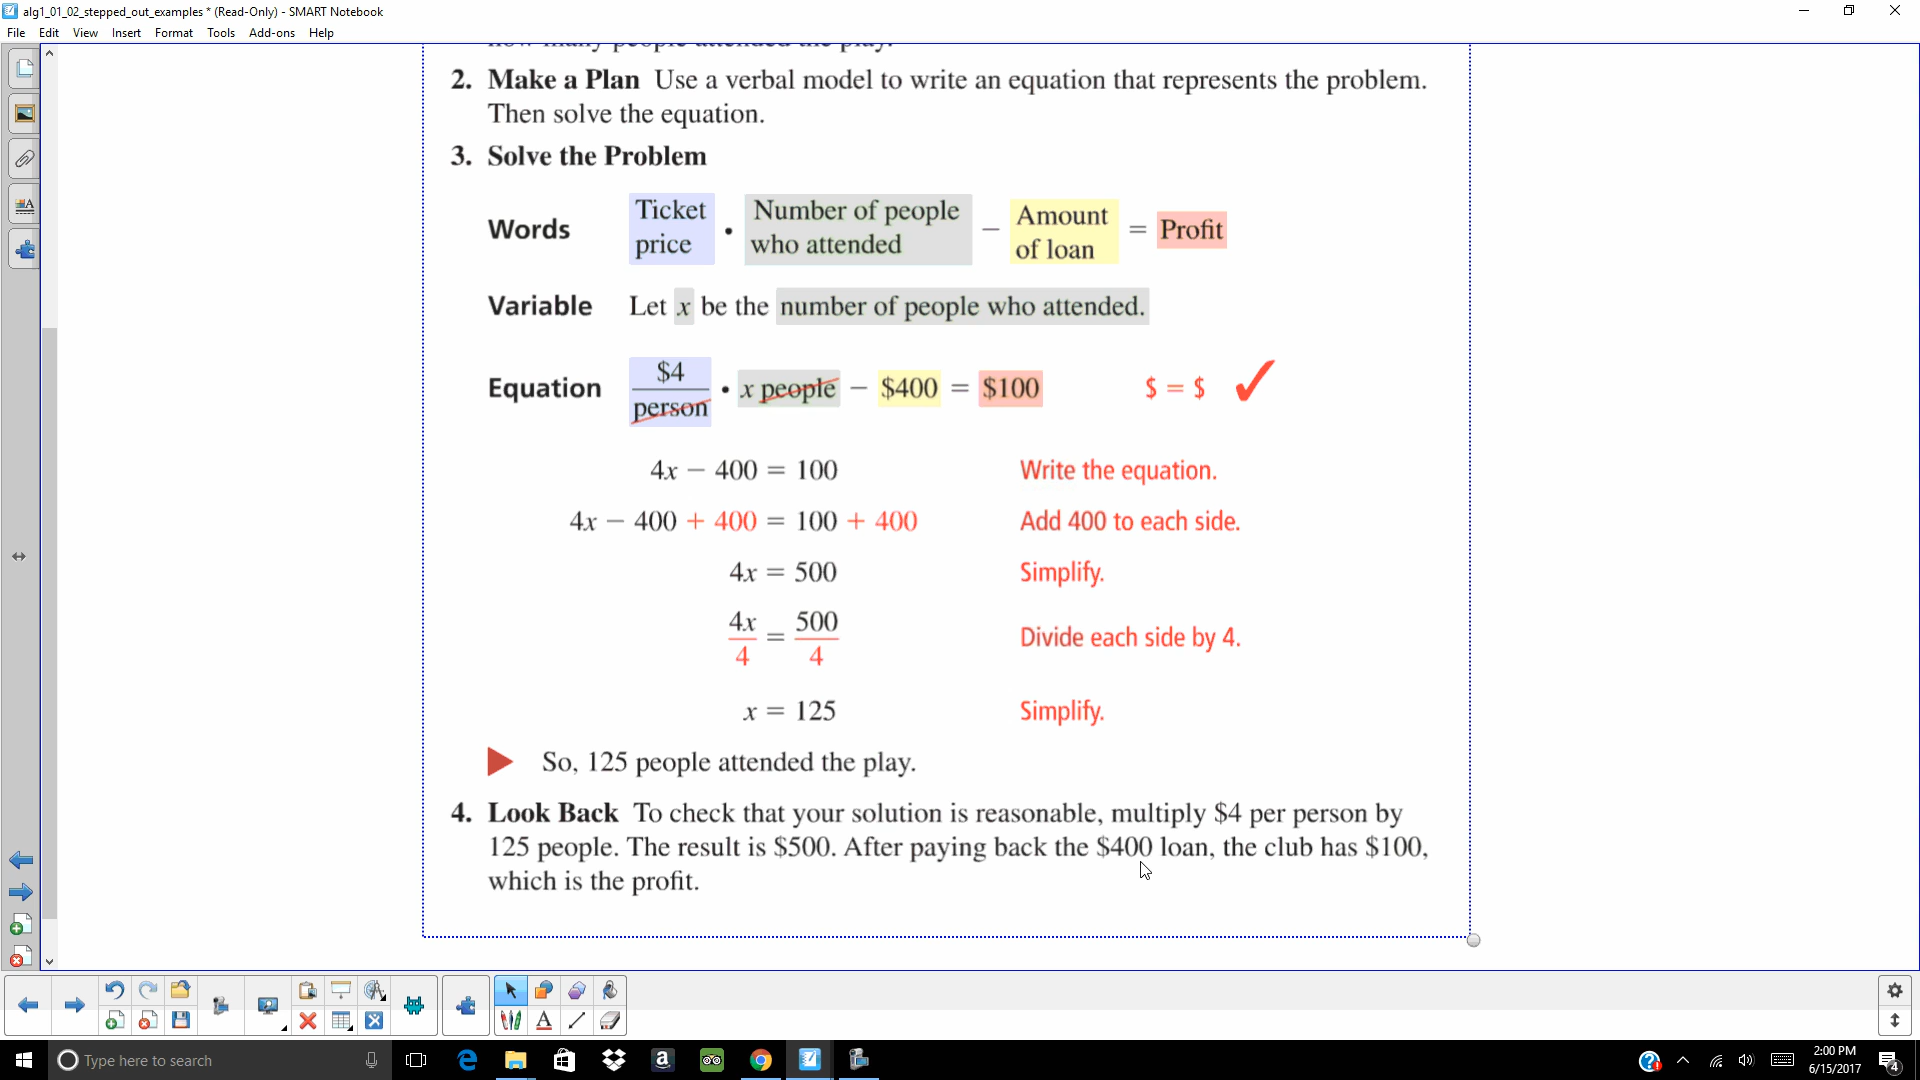 alg1_01_02_stepped_out_examples * (Read-Only) - SMART Notebook
File Edit View Insert Format Tools Add-ons Help
how many people attended the play.
2. Make a Plan Use a verbal model to write an equation that represents the problem.
Then solve the equation.
3. Solve the Problem
Words Ticket price • Number of people who attended − Amount of loan = Profit
Variable Let x be the number of people who attended.
Equation $4/person • x people − $400 = $100 $ = $ ✓
4x − 400 = 100 Write the equation.
4x − 400 + 400 = 100 + 400 Add 400 to each side.
4x = 500 Simplify.
4x/4 = 500/4 Divide each side by 4.
x = 125 Simplify.
So, 125 people attended the play.
4. Look Back To check that your solution is reasonable, multiply $4 per person by
125 people. The result is $500. After paying back the $400 loan, the club has $100,
which is the profit.
Type here to search
2:00 PM
6/15/2017
4